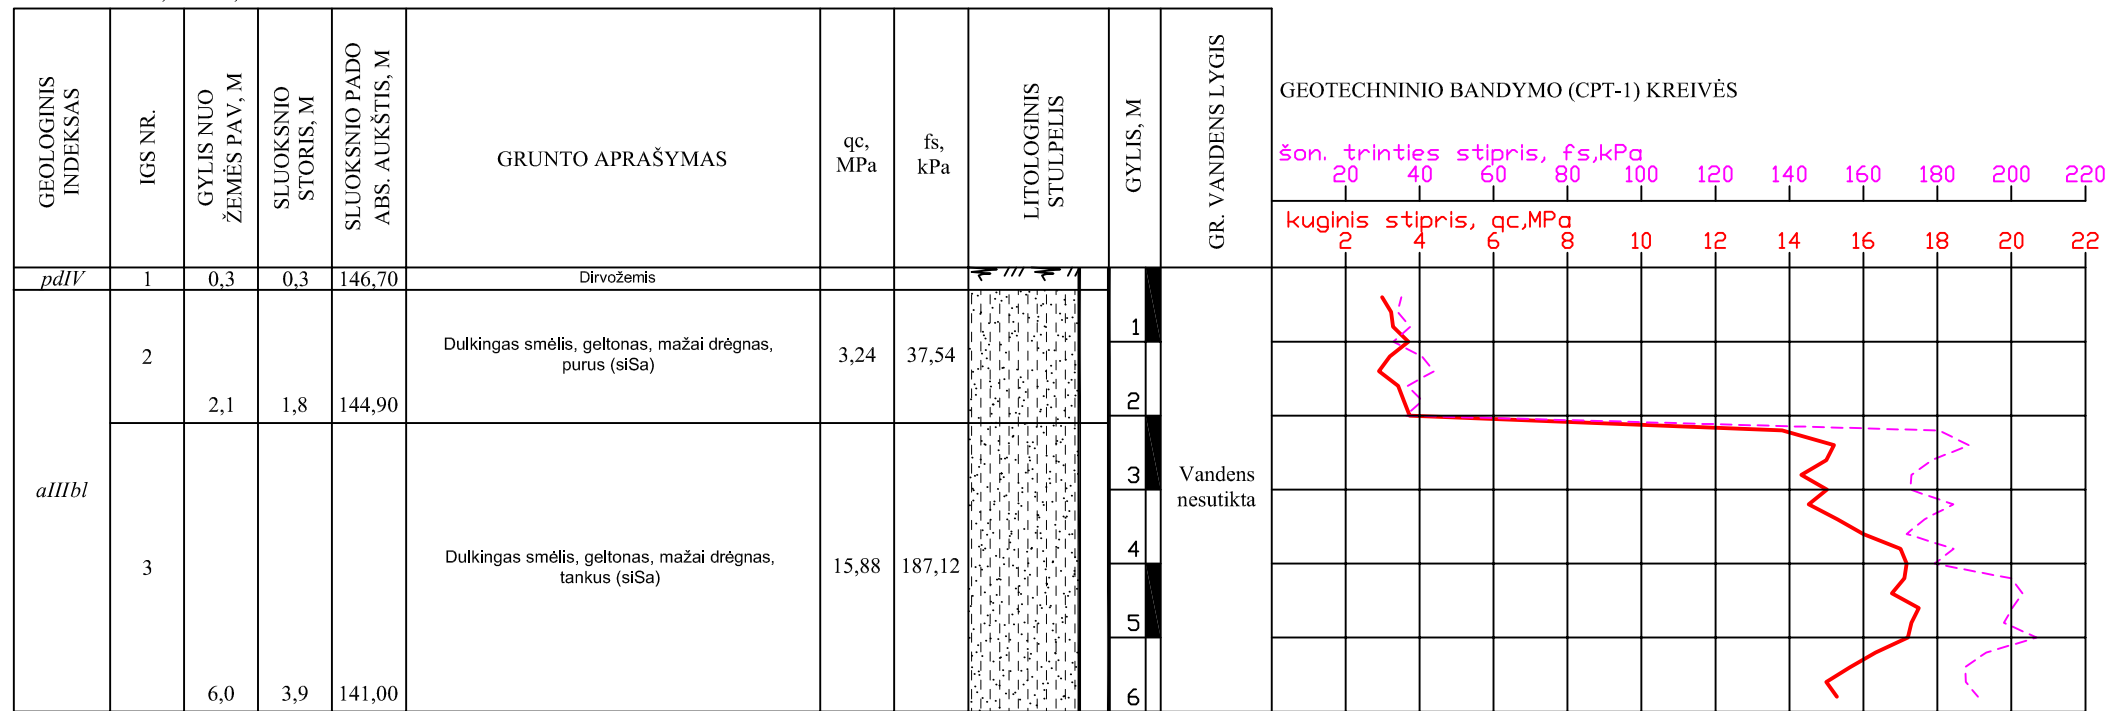 GEOLOGINIS
INDEKSAS
IGS NR.
GYLIS NUO
ŽEMĖS PAV, M
SLUOKSNIO
STORIS, M
SLUOKSNIO PADO
ABS. AUKŠTIS, M
GRUNTO APRAŠYMAS
qc,
MPa
fs,
kPa
LITOLOGINIS
STULPELIS
GYLIS, M
GR. VANDENS LYGIS
GEOTECHNINIO BANDYMO (CPT-1) KREIVĖS
šon. trinties stipris, fs,kPa
20 40 60 80 100 120 140 160 180 200 220
kuginis stipris, qc,MPa
2 4 6 8 10 12 14 16 18 20 22
pdIV 1 0,3 0,3 146,70 Dirvožemis
1
2
Dulkingas smėlis, geltonas, mažai drėgnas,
purus (siSa)
3,24 37,54
2,1 1,8 144,90
2
aIIIbl
3
Vandens
nesutikta
4
3
Dulkingas smėlis, geltonas, mažai drėgnas,
tankus (siSa)
15,88 187,12
5
6,0 3,9 141,00
6